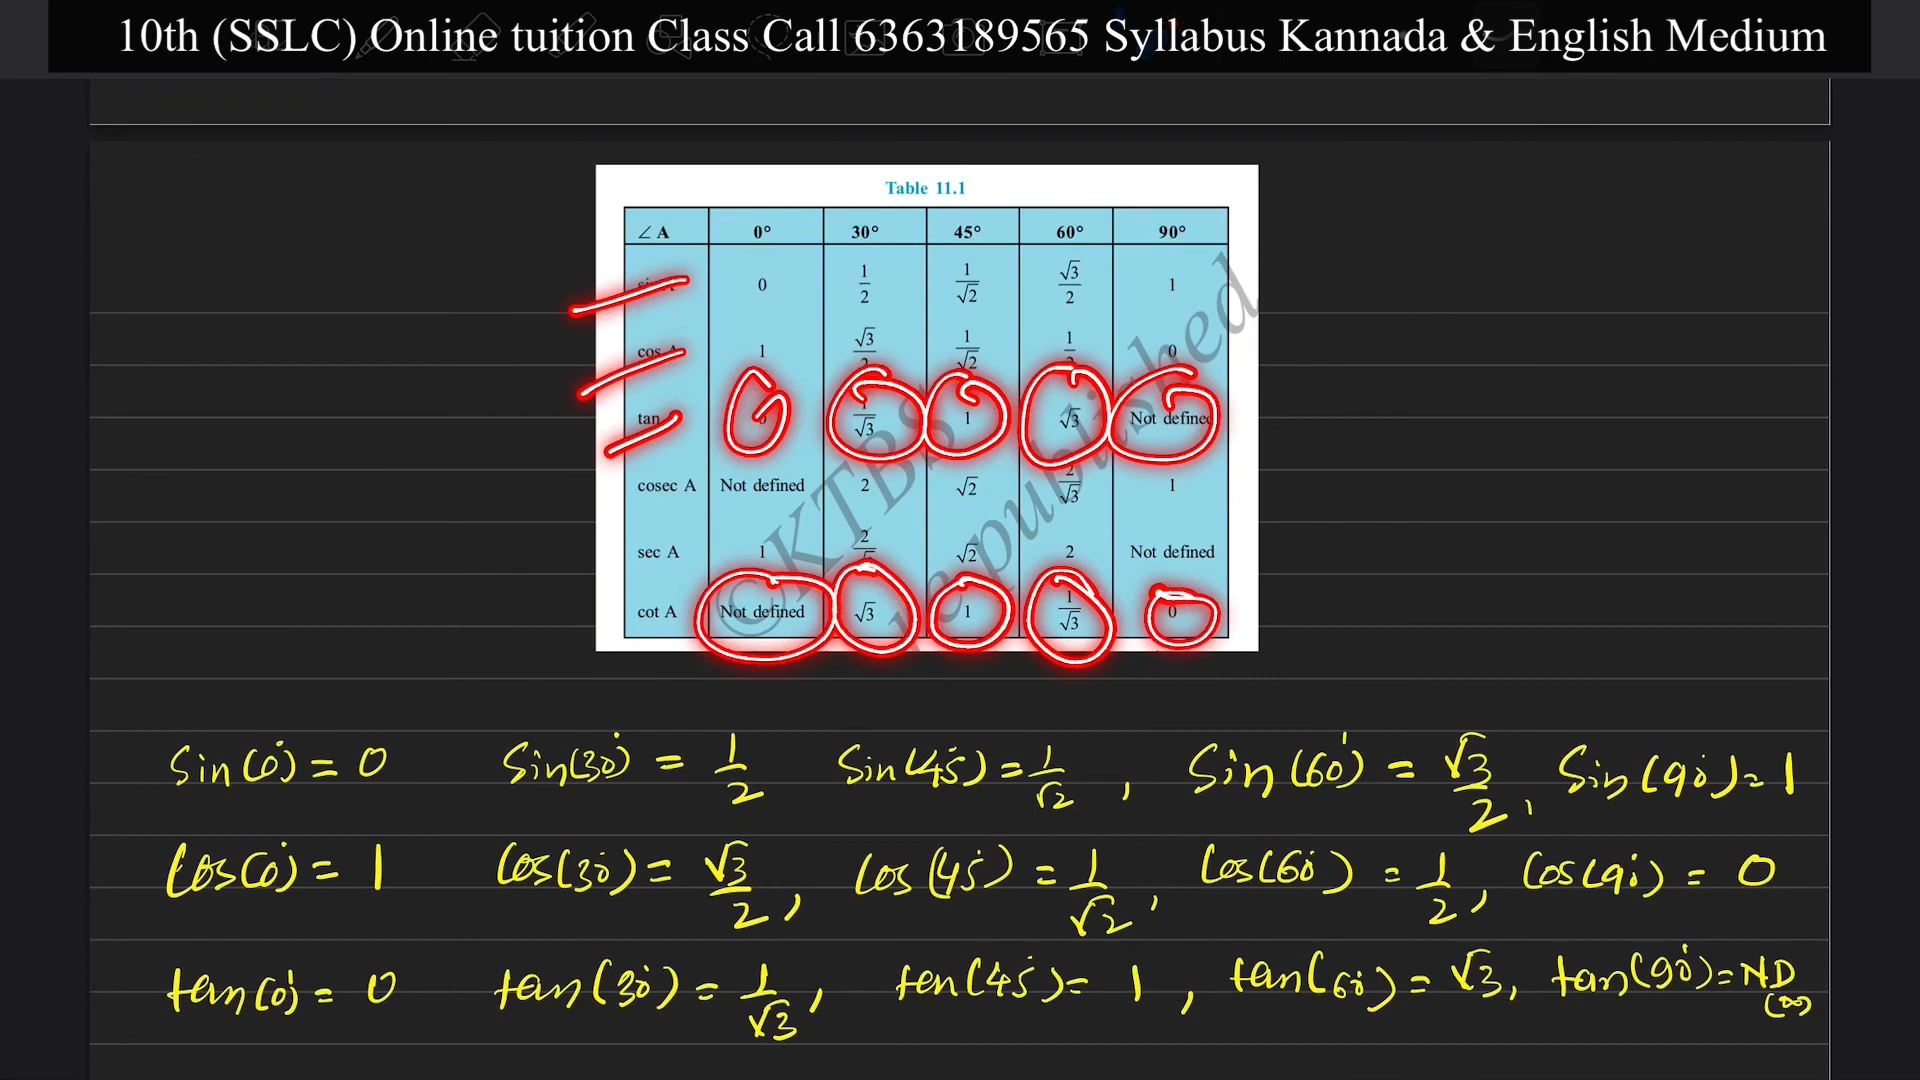 10th (SSLC) Online tuition Class Call 6363189565 Syllabus Kannada & English Medium
Table 11.1
∠A 0° 30° 45° 60° 90°
0 1/2 1/√2 √3/2 1
cos A 1 √3/2 1/√2 1/2 0
tan 0 1/√3 1 √3 Not defined
cosec A Not defined 2 √2 2/√3 1
sec A 1 2/√3 √2 2 Not defined
cot A Not defined √3 1 1/√3 0
©KTBS
republished
Sin(0°) = 0 Sin(30°) = 1/2 Sin(45°) = 1/√2 , Sin(60°) = √3/2 , Sin(90°) = 1
Cos(0°) = 1 Cos(30°) = √3/2 , Cos(45°) = 1/√2 , Cos(60°) = 1/2 , Cos(90°) = 0
tan(0°) = 0 tan(30°) = 1/√3 , tan(45°) = 1 , tan(60°) = √3 , tan(90°) = ND
(∞)